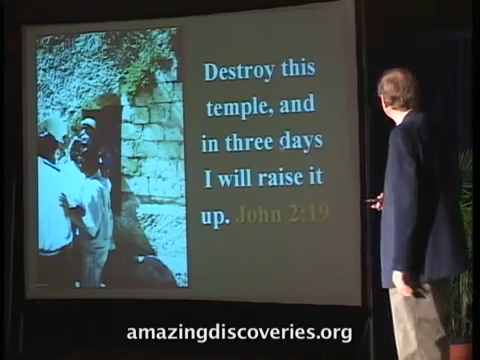 Destroy this
temple, and
in three days
I will raise it
up. John 2:19
amazingdiscoveries.org